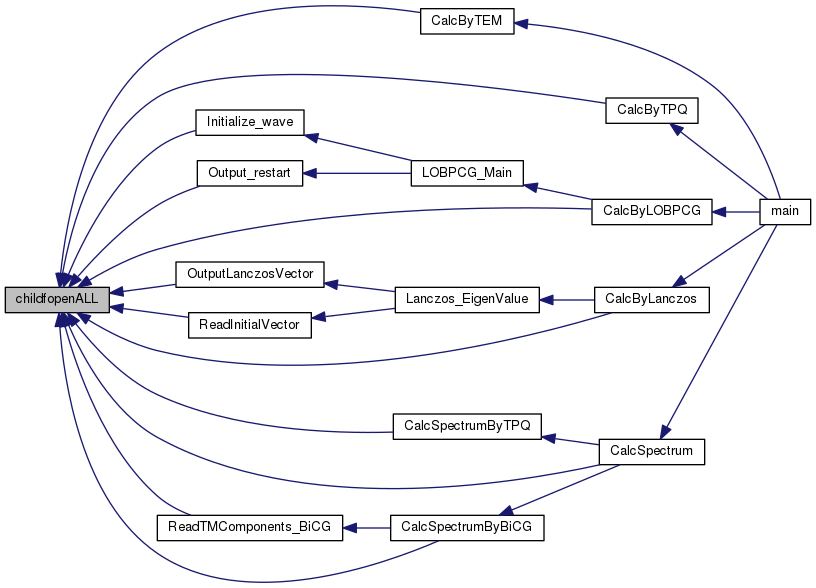 CalcByTEM
CalcByTPQ
Initialize_wave
Output_restart
LOBPCG_Main
CalcByLOBPCG
main
OutputLanczosVector
childfopenALL
Lanczos_EigenValue
CalcByLanczos
ReadInitialVector
CalcSpectrumByTPQ
CalcSpectrum
ReadTMComponents_BiCG
CalcSpectrumByBiCG